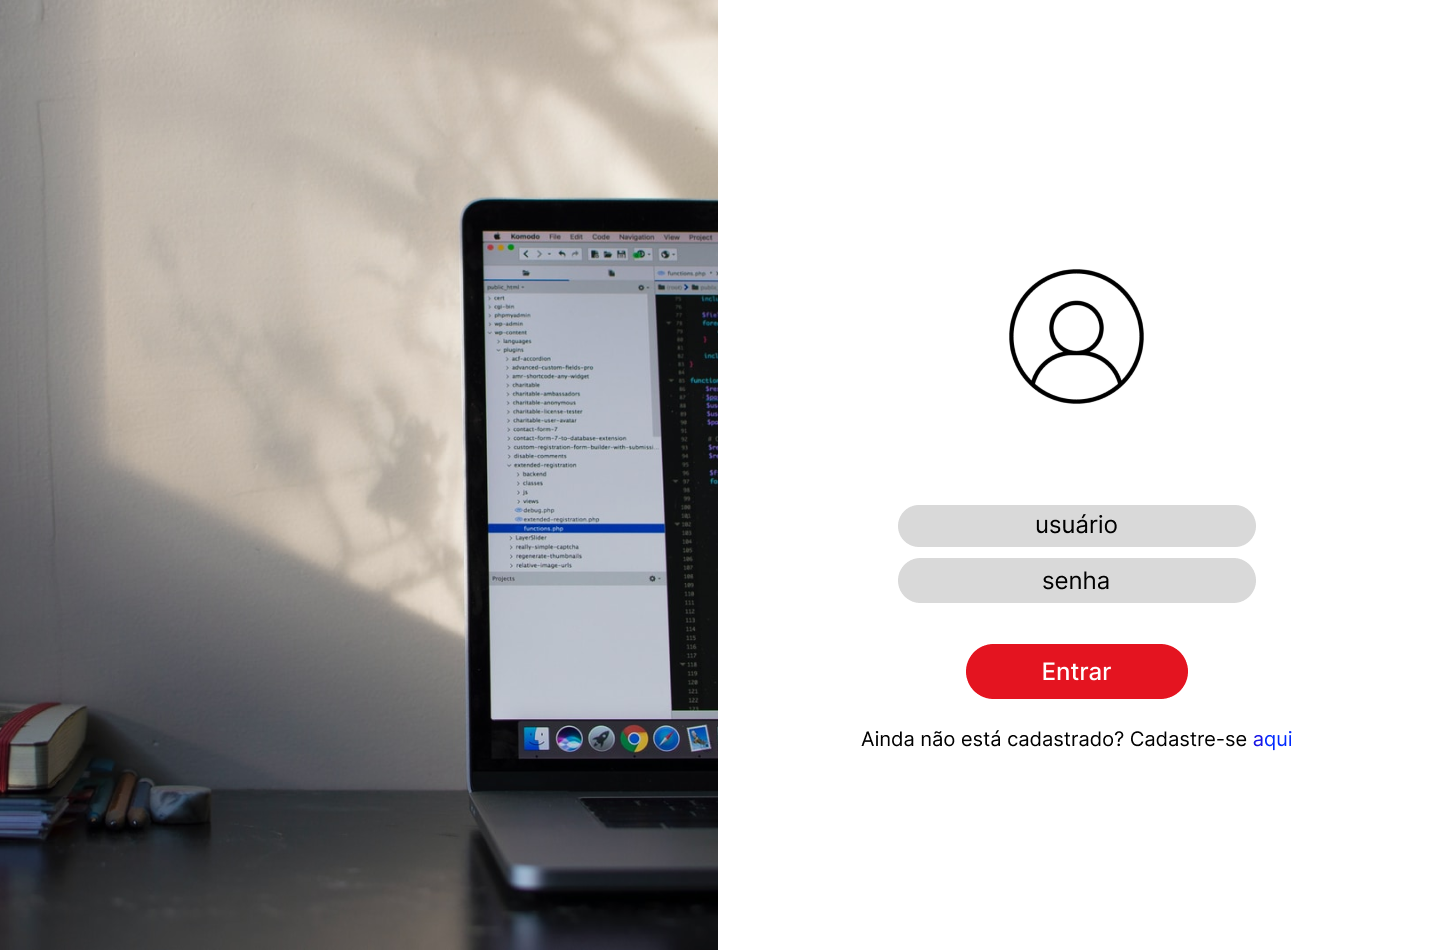 Komodo File Edit Code Navigation View Project
functions.php
public_html
cert
cgi-bin
phpmyadmin
wp-admin
wp-content
languages
plugins
acf-accordion
advanced-custom-fields-pro
amr-shortcode-any-widget
charitable
charitable-ambassadors
charitable-anonymous
charitable-license-tester
charitable-user-avatar
contact-form-7
contact-form-7-to-database-extension
custom-registration-form-builder-with-submissi...
disable-comments
extended-registration
backend
classes
js
views
debug.php
extended-registration.php
functions.php
LayerSlider
really-simple-captcha
regenerate-thumbnails
relative-image-urls
Projects
usuário
senha
Entrar
Ainda não está cadastrado? Cadastre-se aqui